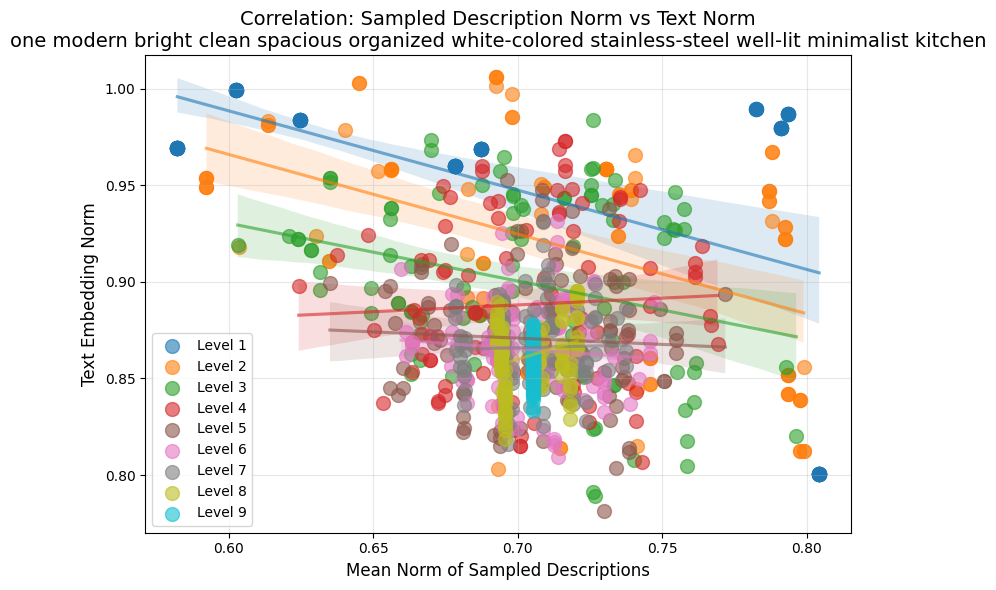 Correlation: Sampled Description Norm vs Text Norm
one modern bright clean spacious organized white-colored stainless-steel well-lit minimalist kitchen
1.00
0.95
0.90
0.85
0.80
Text Embedding Norm
Level 1
Level 2
Level 3
Level 4
Level 5
Level 6
Level 7
Level 8
Level 9
0.60
0.65
0.70
0.75
0.80
Mean Norm of Sampled Descriptions